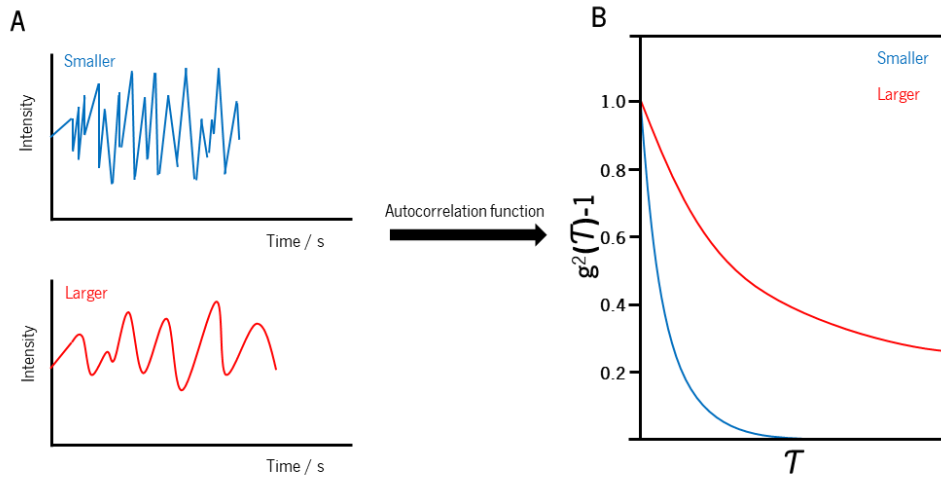 A
Smaller
Intensity
Time / s
Larger
Intensity
Time / s
Autocorrelation function
B
Smaller
Larger
1.0
0.8
0.6
0.4
0.2
g²(𝒯)-1
𝒯